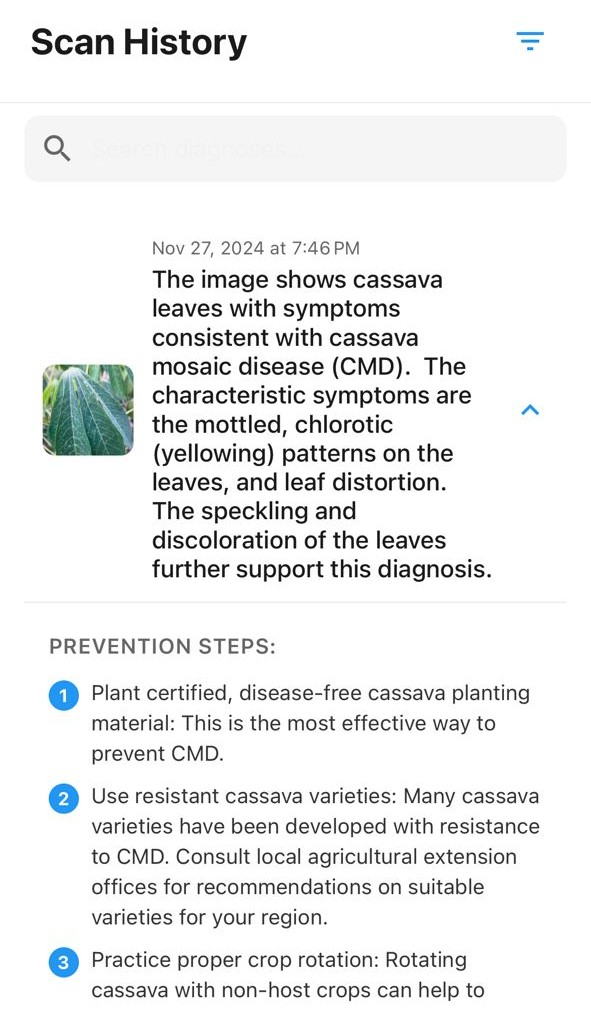 Scan History
Search diagnoses...
Nov 27, 2024 at 7:46 PM
The image shows cassava
leaves with symptoms
consistent with cassava
mosaic disease (CMD).  The
characteristic symptoms are
the mottled, chlorotic
(yellowing) patterns on the
leaves, and leaf distortion.
The speckling and
discoloration of the leaves
further support this diagnosis.
PREVENTION STEPS:
1 Plant certified, disease-free cassava planting
material: This is the most effective way to
prevent CMD.
2 Use resistant cassava varieties: Many cassava
varieties have been developed with resistance
to CMD. Consult local agricultural extension
offices for recommendations on suitable
varieties for your region.
3 Practice proper crop rotation: Rotating
cassava with non-host crops can help to